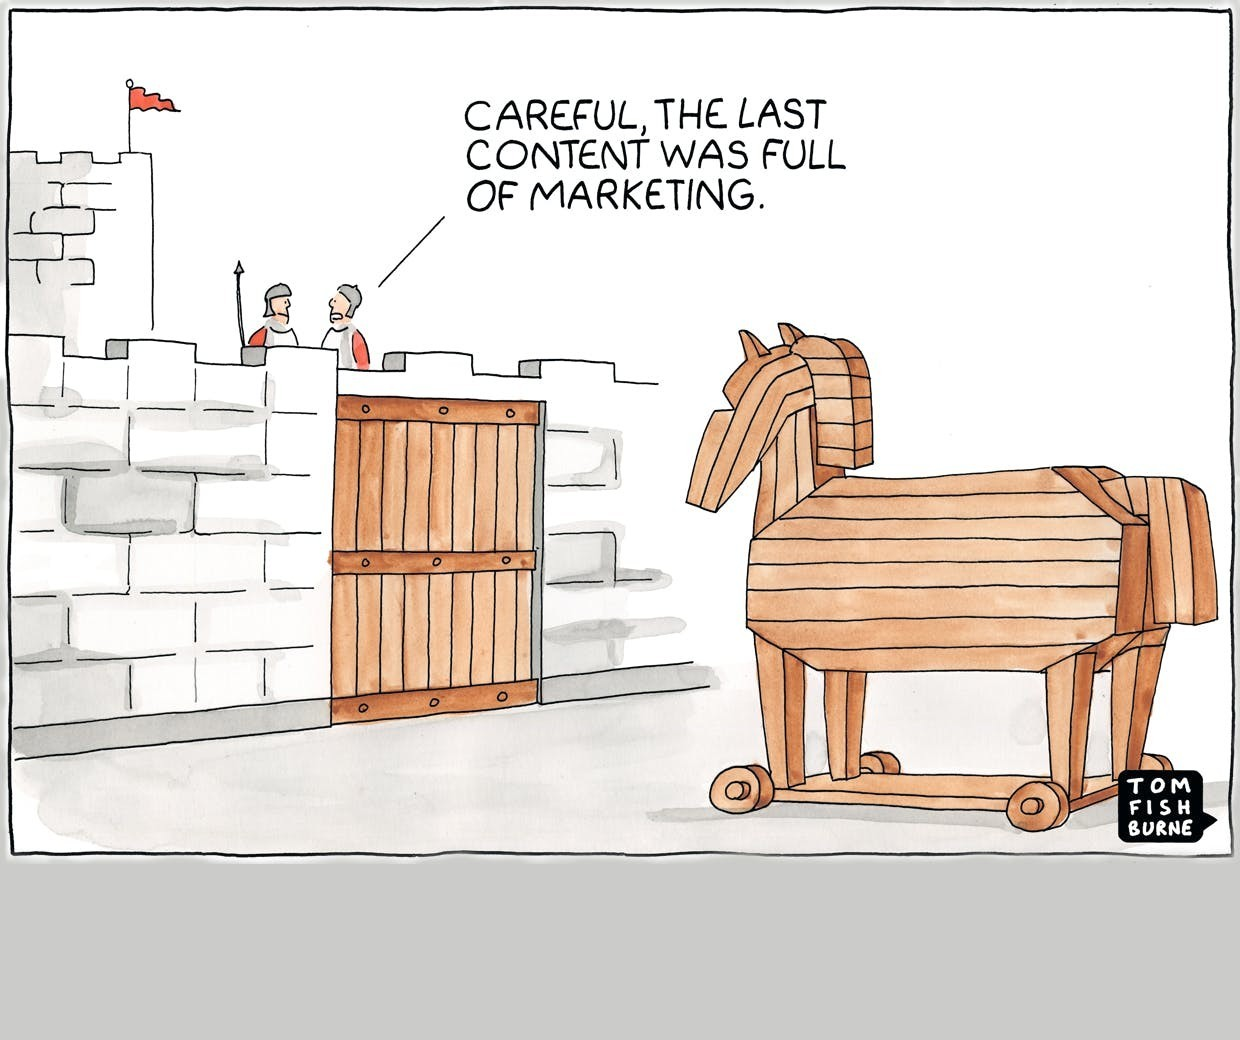 CAREFUL, THE LAST
CONTENT WAS FULL
OF MARKETING.
TOM
FISH
BURNE